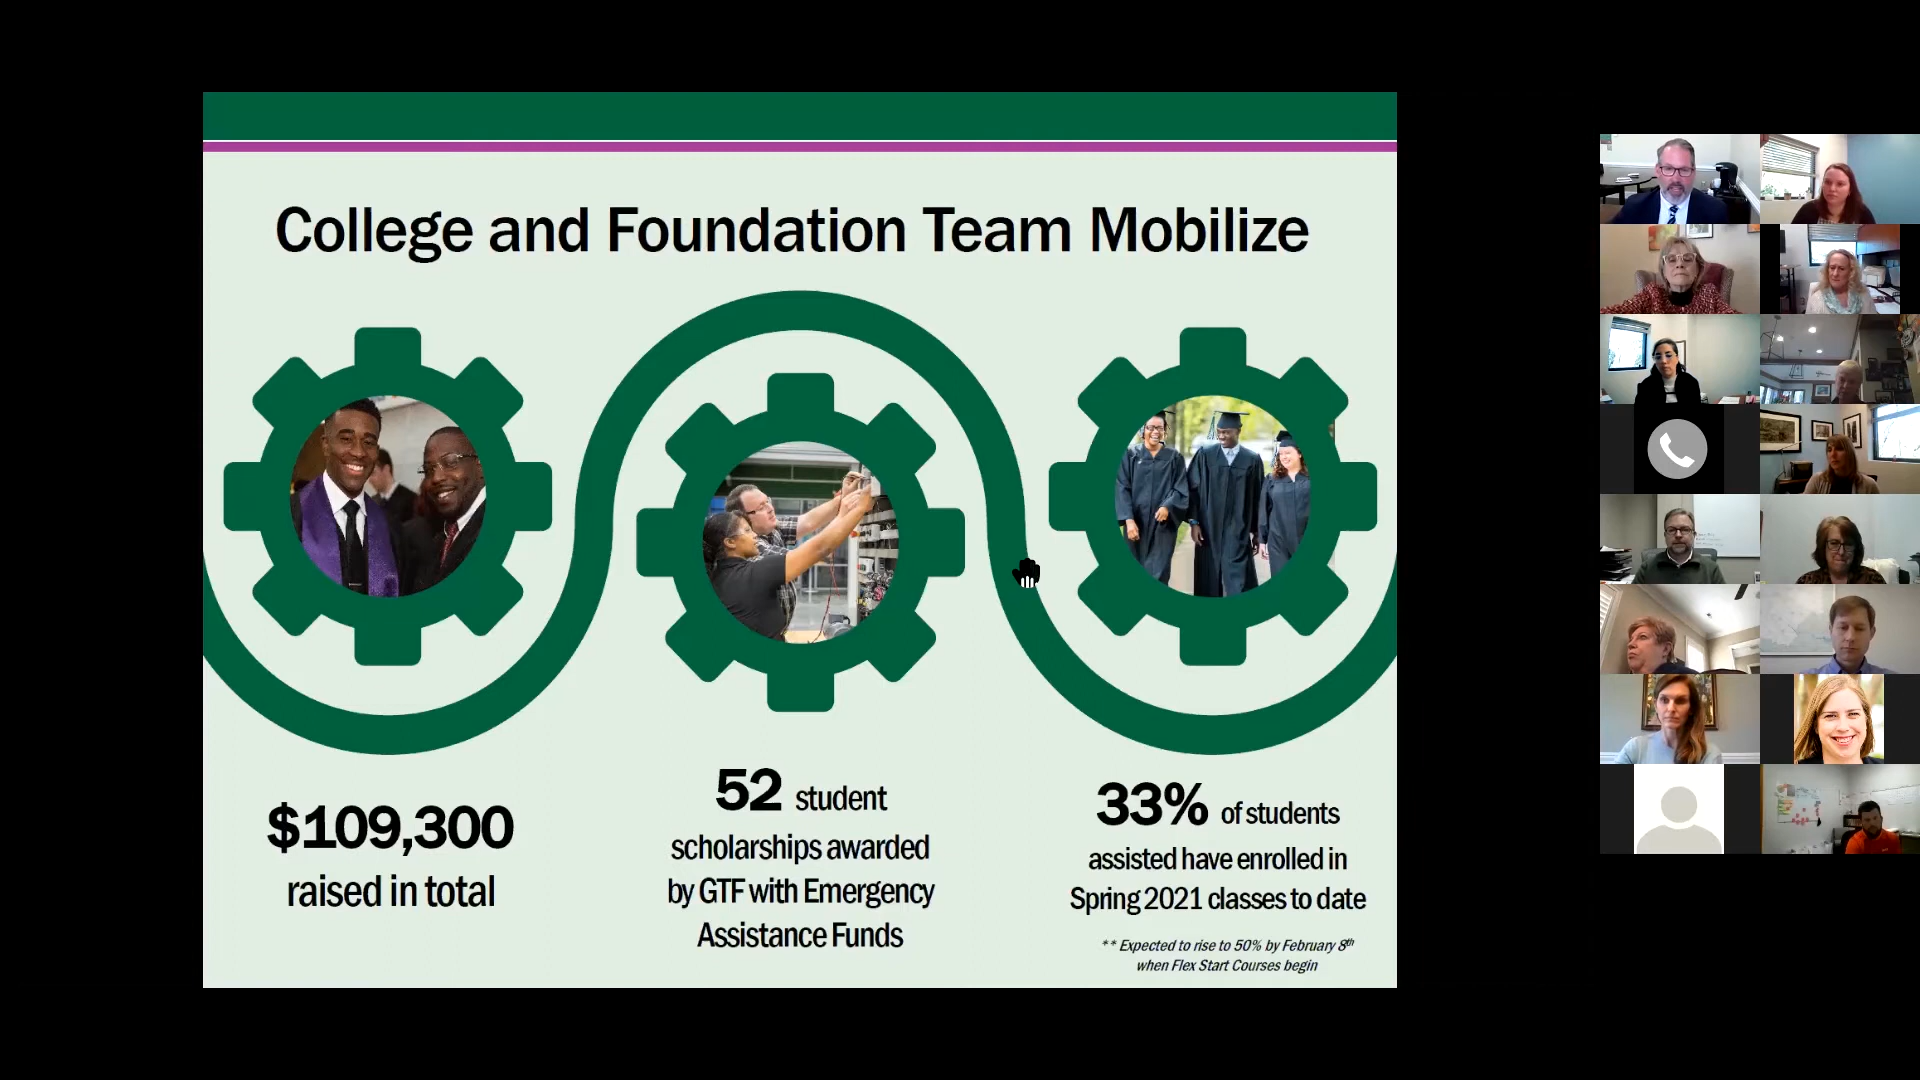 College and Foundation Team Mobilize
$109,300
raised in total
52 student
scholarships awarded
by GTF with Emergency
Assistance Funds
33% of students
assisted have enrolled in
Spring 2021 classes to date
** Expected to rise to 50% by February 8th
when Flex Start Courses begin